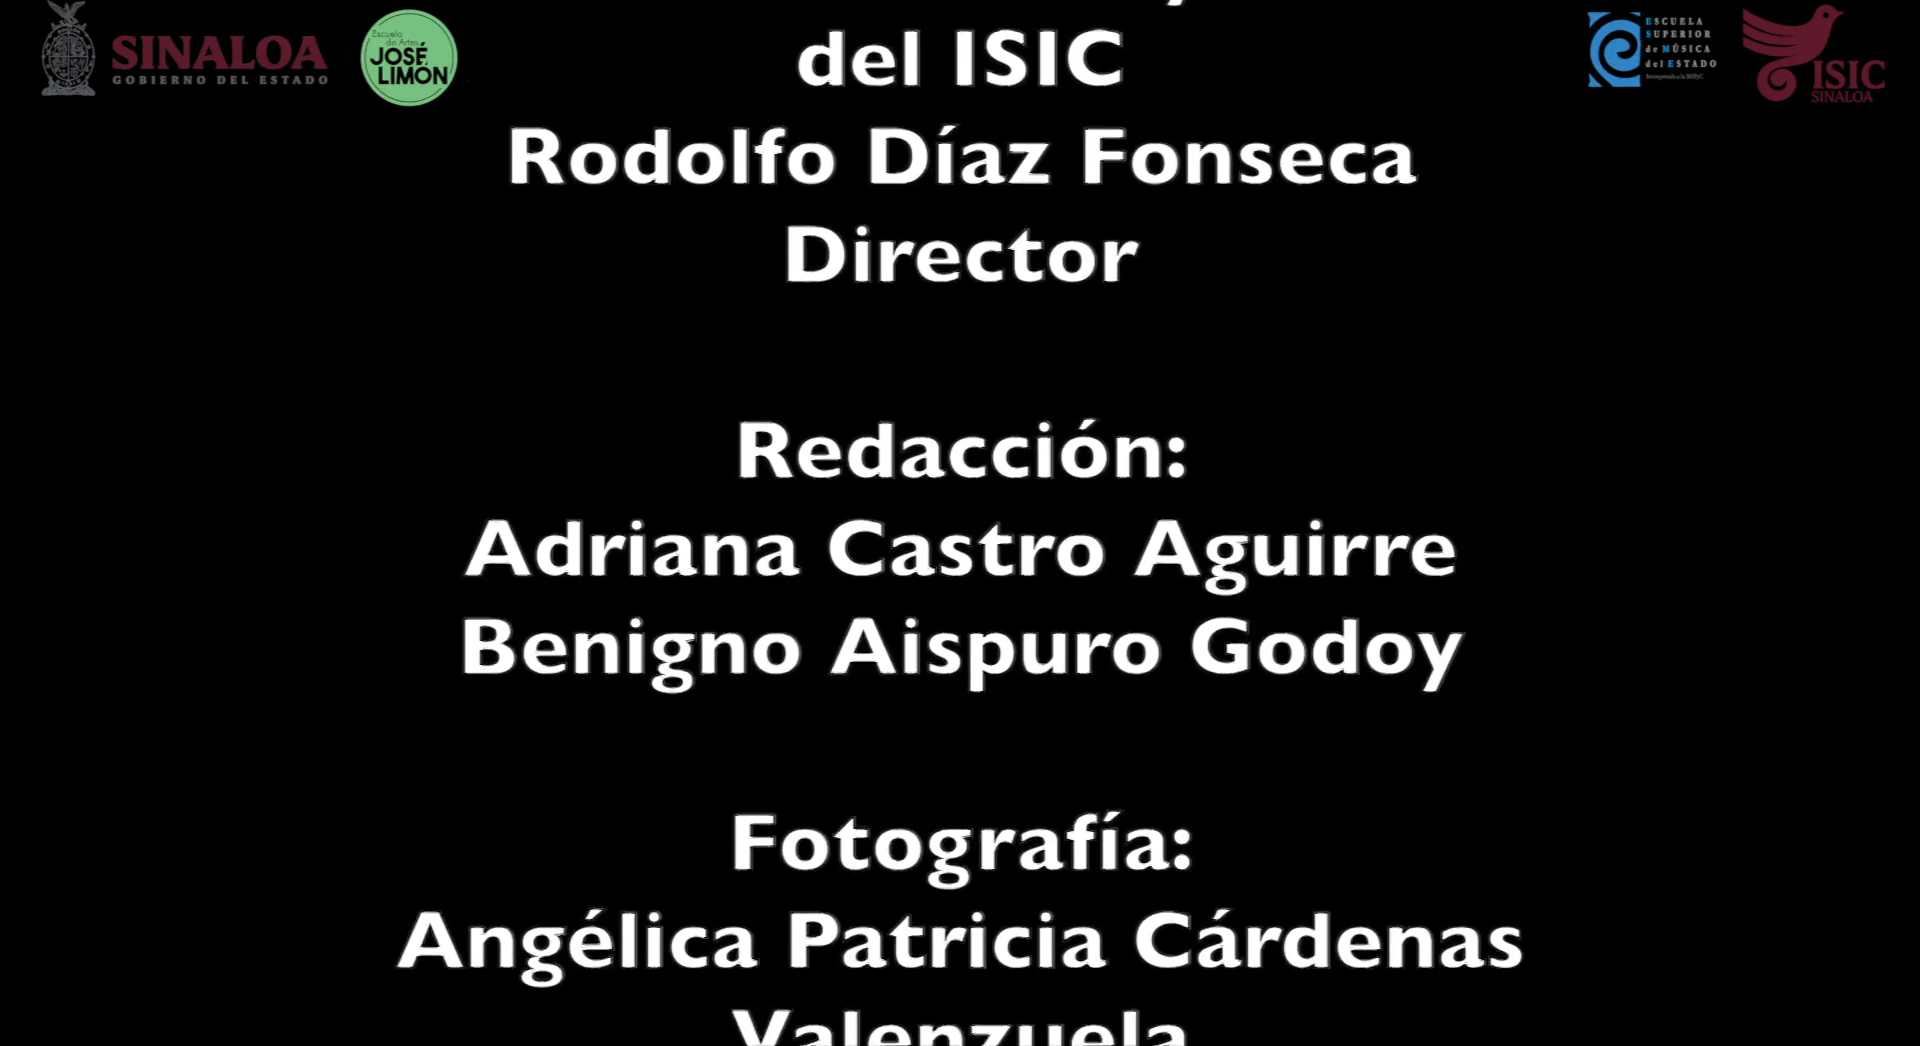 SINALOA
GOBIERNO DEL ESTADO
Escuela
de Artes
JOSÉ
LIMÓN
ESCUELA
SUPERIOR
de MÚSICA
del ESTADO
ISIC
SINALOA
del ISIC
Rodolfo Díaz Fonseca
Director
Redacción:
Adriana Castro Aguirre
Benigno Aispuro Godoy
Fotografía:
Angélica Patricia Cárdenas
Valenzuela